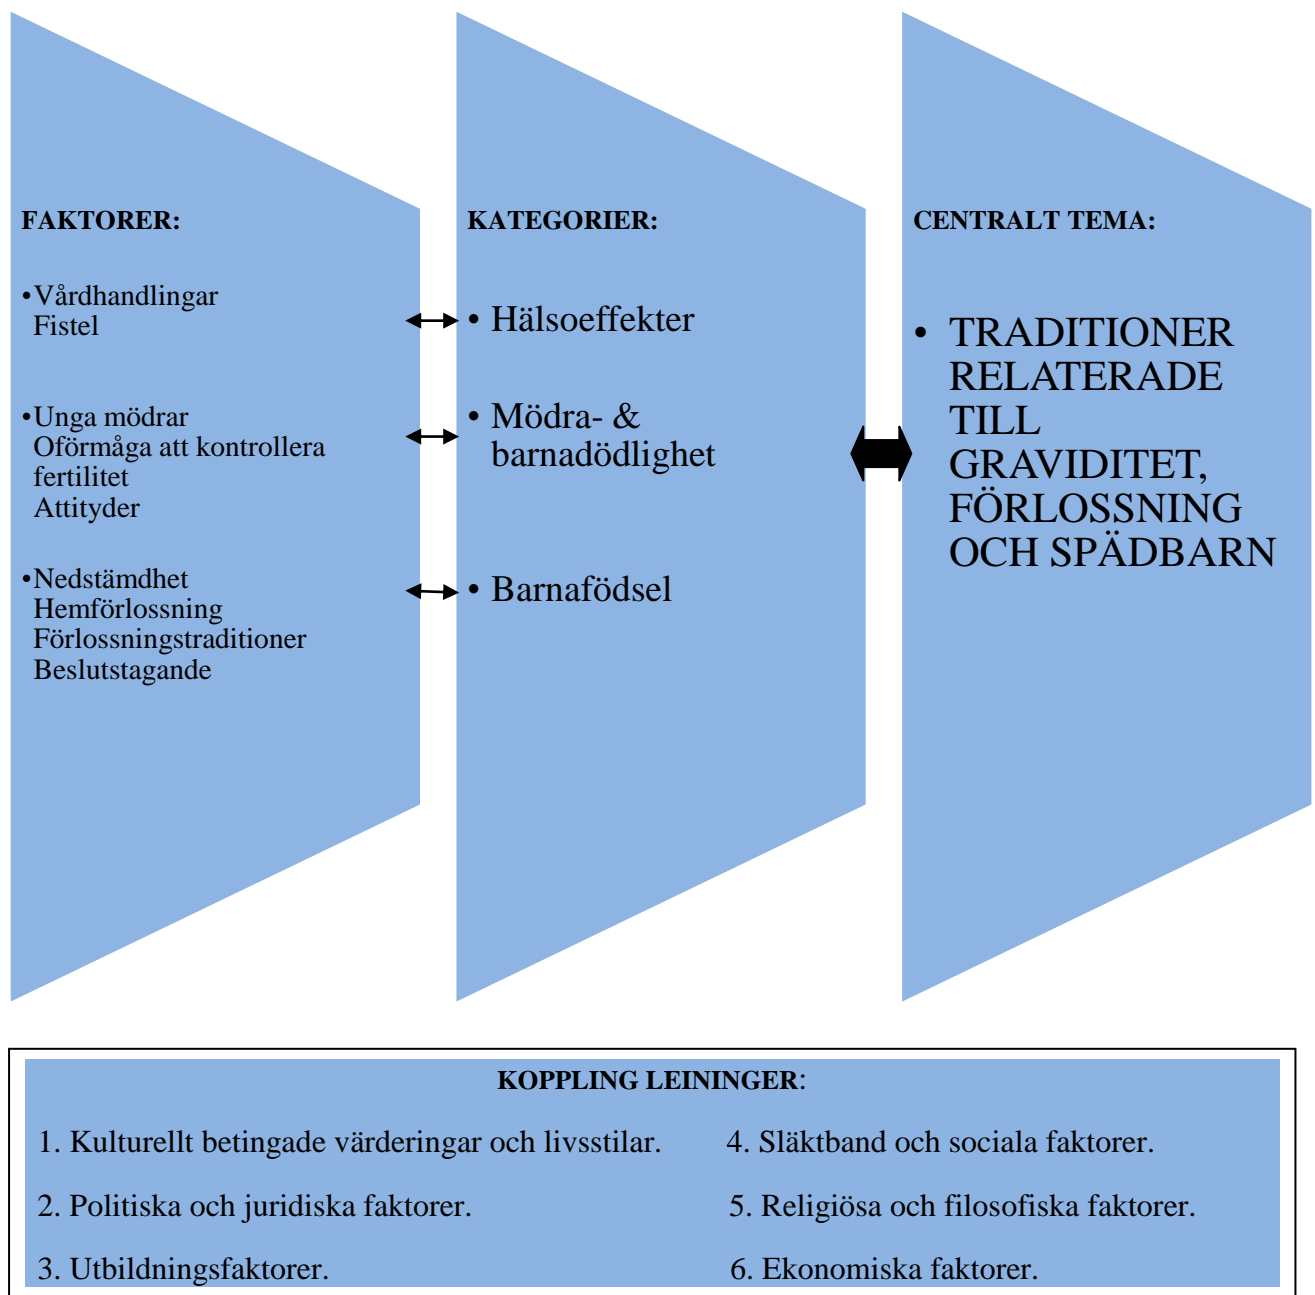 FAKTORER:
•Vårdhandlingar
Fistel
•Unga mödrar
Oförmåga att kontrollera
fertilitet
Attityder
•Nedstämdhet
Hemförlossning
Förlossningstraditioner
Beslutstagande
KATEGORIER:
• Hälsoeffekter
• Mödra- &
barnadödlighet
• Barnafödsel
CENTRALT TEMA:
• TRADITIONER
RELATERADE
TILL
GRAVIDITET,
FÖRLOSSNING
OCH SPÄDBARN
KOPPLING LEININGER:
1. Kulturellt betingade värderingar och livsstilar.
2. Politiska och juridiska faktorer.
3. Utbildningsfaktorer.
4. Släktband och sociala faktorer.
5. Religiösa och filosofiska faktorer.
6. Ekonomiska faktorer.